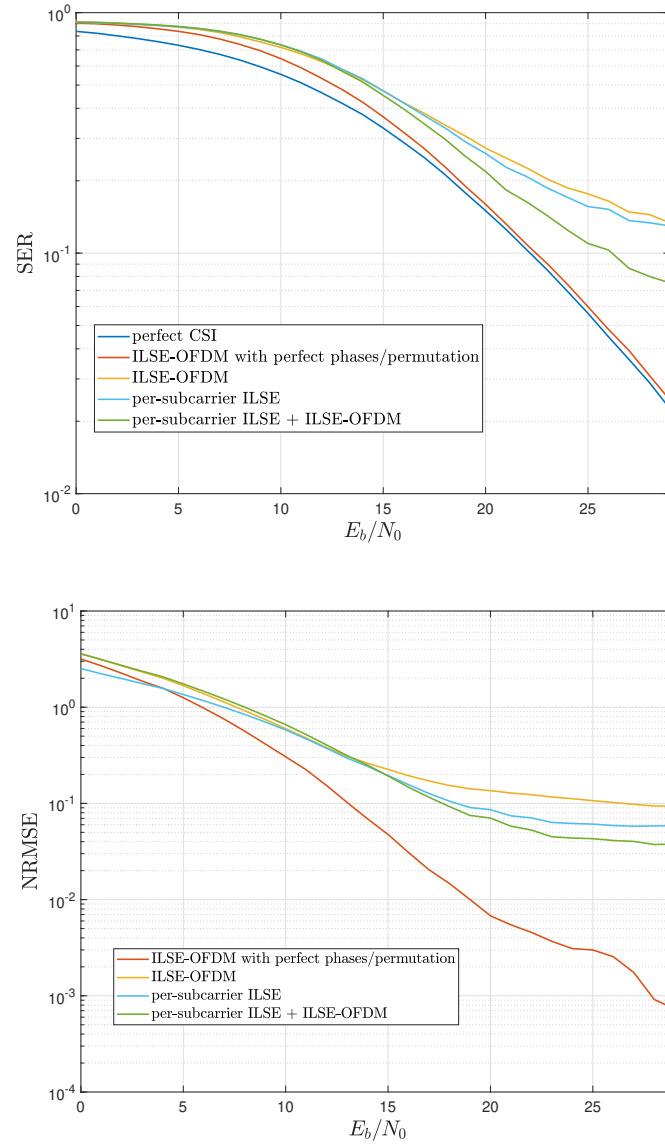 10^0
10^-1
10^-2
SER
perfect CSI
ILSE-OFDM with perfect phases/permutation
ILSE-OFDM
per-subcarrier ILSE
per-subcarrier ILSE + ILSE-OFDM
0 5 10 15 20 25
E_b/N_0
10^1
10^0
10^-1
10^-2
10^-3
10^-4
NRMSE
ILSE-OFDM with perfect phases/permutation
ILSE-OFDM
per-subcarrier ILSE
per-subcarrier ILSE + ILSE-OFDM
0 5 10 15 20 25
E_b/N_0